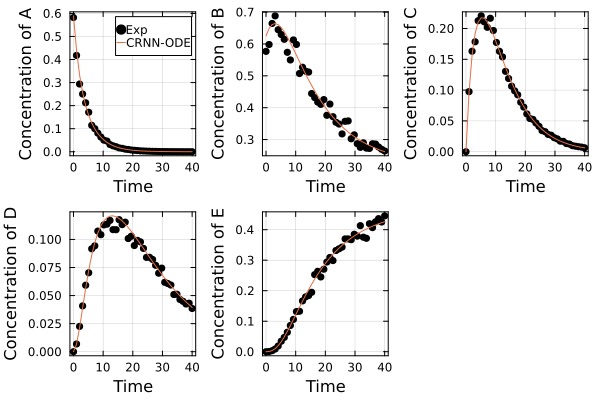 Concentration of A
0.6
0.5
0.4
0.3
0.2
0.1
0.0
0 10 20 30 40
Time
Exp
CRNN-ODE
Concentration of B
0.7
0.6
0.5
0.4
0.3
0 10 20 30 40
Time
Concentration of C
0.20
0.15
0.10
0.05
0.00
0 10 20 30 40
Time
Concentration of D
0.100
0.075
0.050
0.025
0.000
0 10 20 30 40
Time
Concentration of E
0.4
0.3
0.2
0.1
0.0
0 10 20 30 40
Time